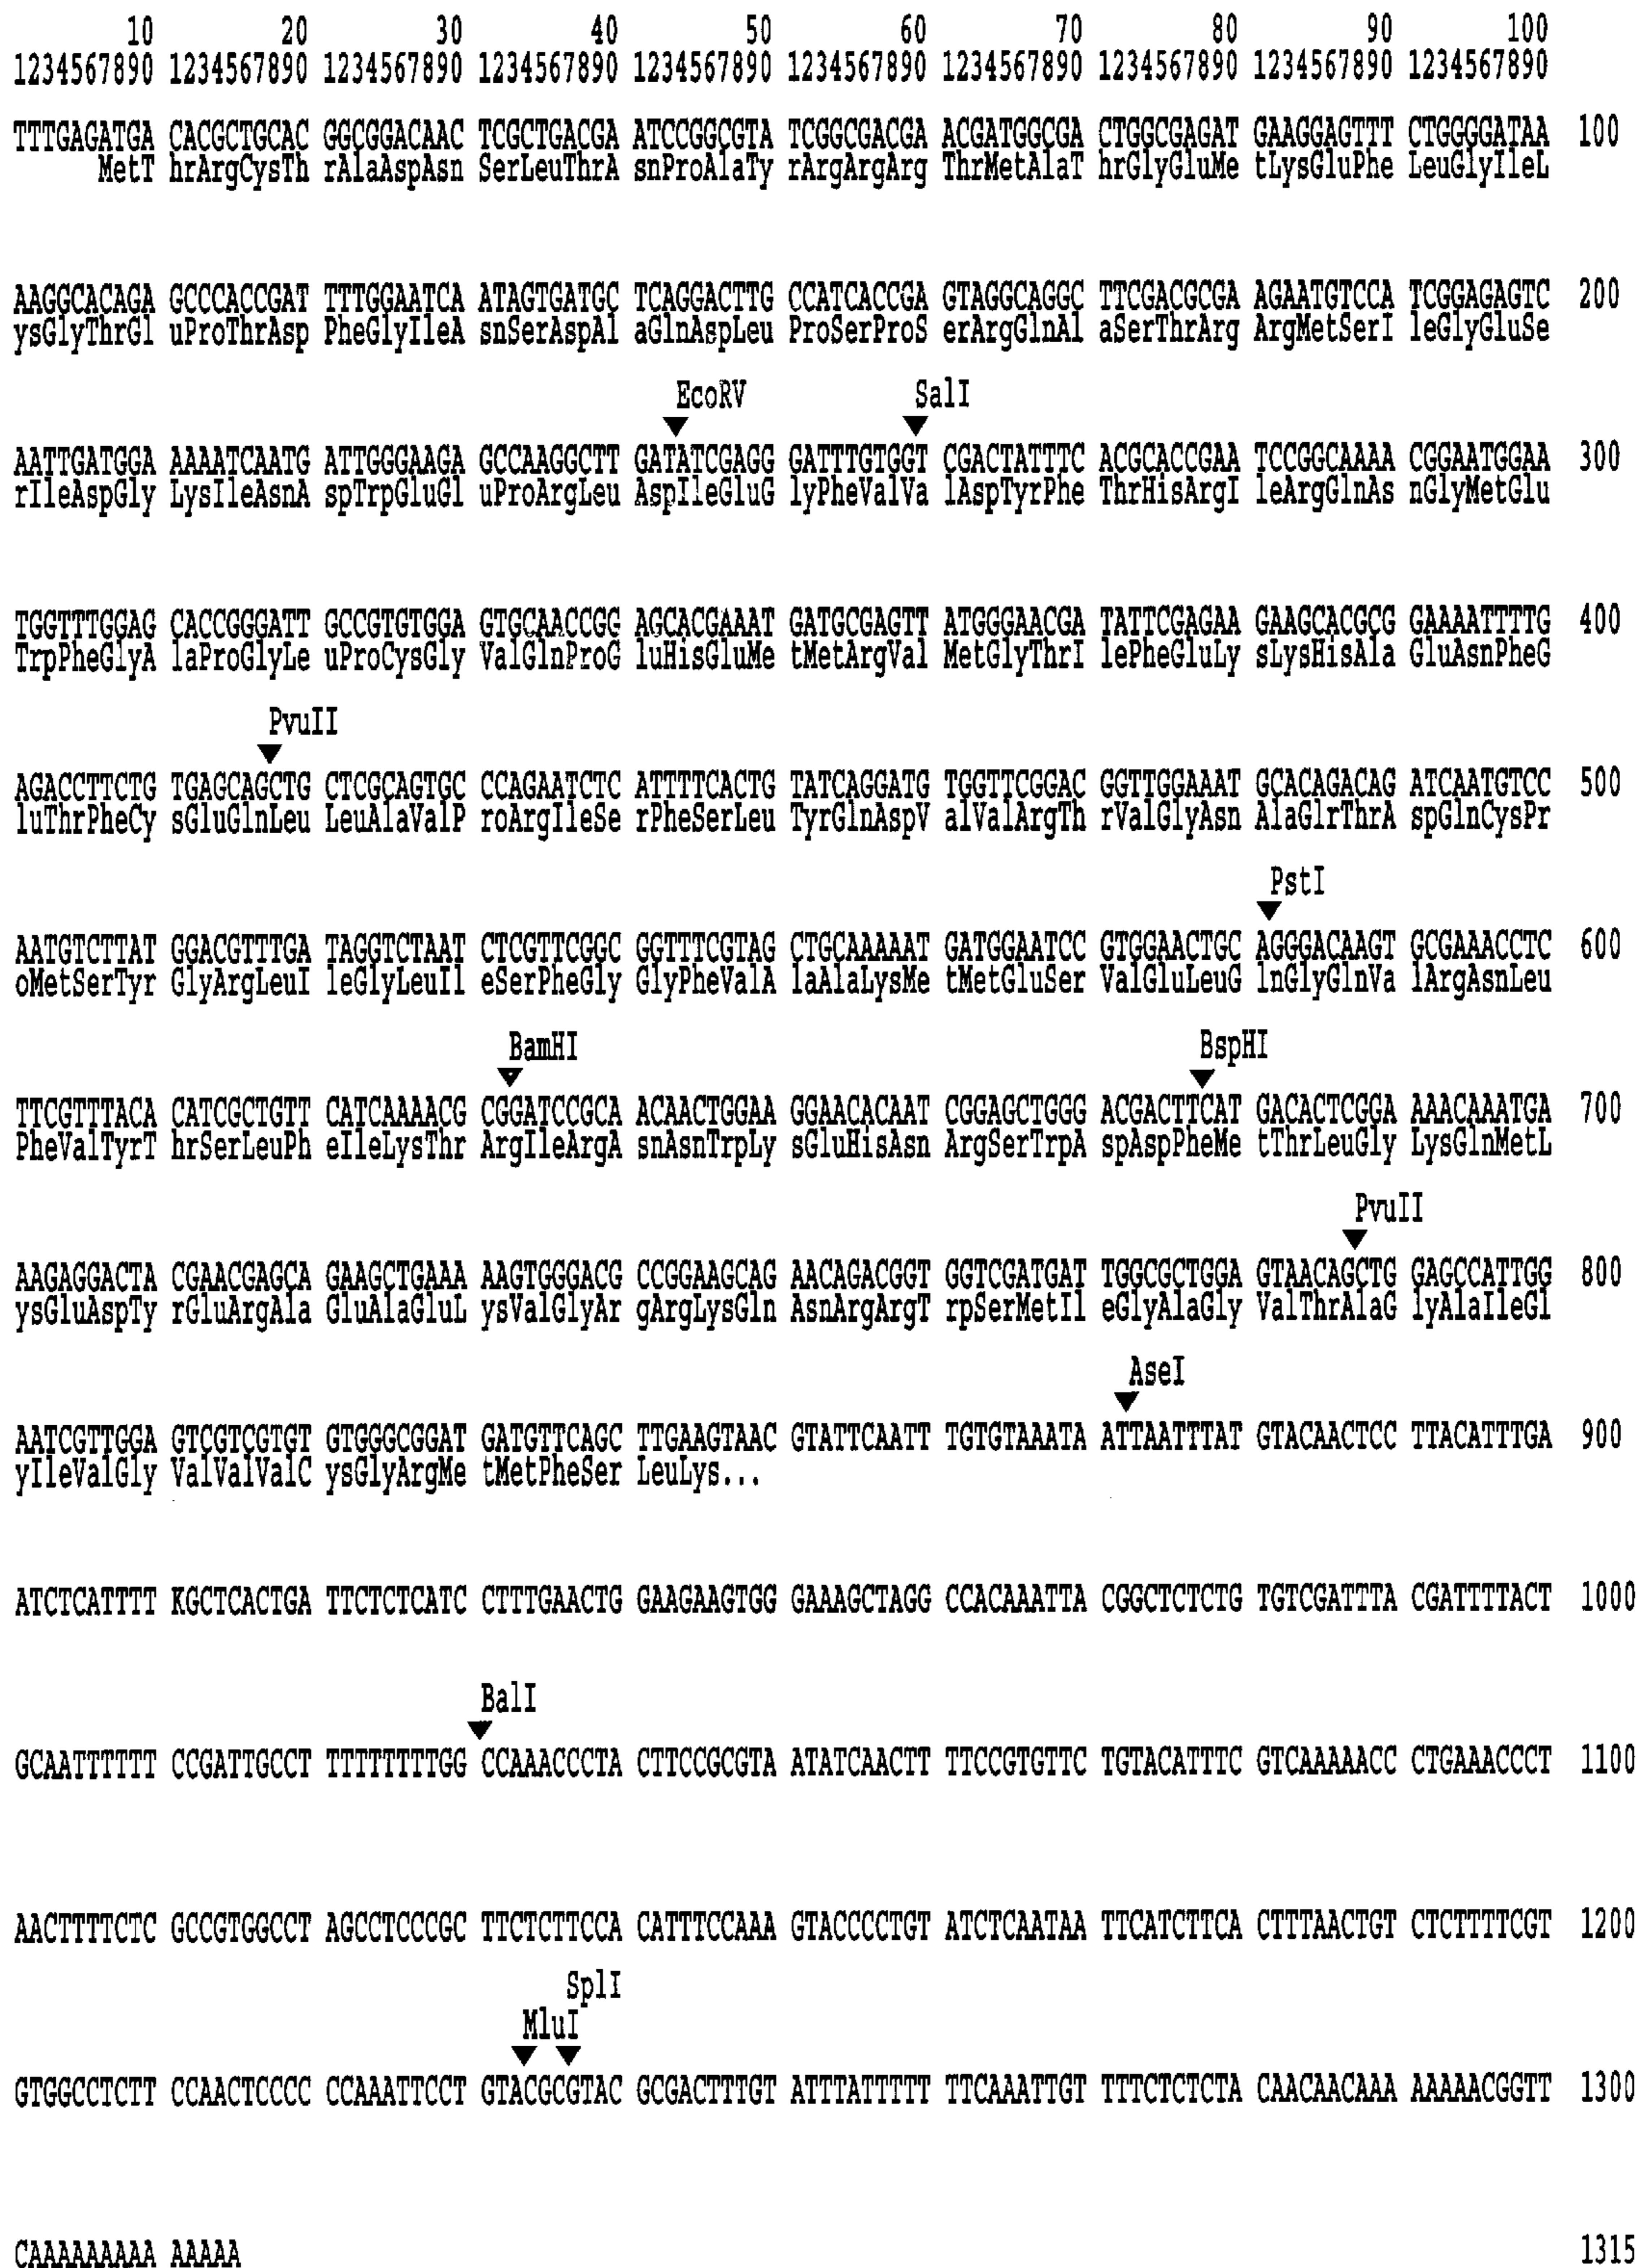 10 20 30 40 50 60 70 80 90 100
1234567890 1234567890 1234567890 1234567890 1234567890 1234567890 1234567890 1234567890 1234567890 1234567890
TTTGAGATGA CACGCTGCAC GGCGGACAAC TCGCTGACGA ATCCGGCGTA TCGGCGACGA ACGATGGCGA CTGGCGAGAT GAAGGAGTTT CTGGGGATAA 100
MetT hrArgCysTh rAlaAspAsn SerLeuThrA snProAlaTy rArgArgArg ThrMetAlaT hrGlyGluMe tLysGluPhe LeuGlyIleL
AAGGCACAGA GCCCACCGAT TTTGGAATCA ATAGTGATGC TCAGGACTTG CCATCACCGA GTAGGCAGGC TTCGACGCGA AGAATGTCCA TCGGAGAGTC 200
ysGlyThrGl uProThrAsp PheGlyIleA snSerAspAl aGlnAspLeu ProSerProS erArgGlnAl aSerThrArg ArgMetSerI leGlyGluSe
EcoRV SalI
AATTGATGGA AAAATCAATG ATTGGGAAGA GCCAAGGCTT GATATCGAGG GATTTGTGGT CGACTATTTC ACGCACCGAA TCCGGCAAAA CGGAATGGAA 300
rIleAspGly LysIleAsnA spTrpGluGl uProArgLeu AspIleGluG lyPheValVa lAspTyrPhe ThrHisArgI leArgGlnAs nGlyMetGlu
TGGTTTGGAG CACCGGGATT GCCGTGTGGA GTGCAACCGG AGCACGAAAT GATGCGAGTT ATGGGAACGA TATTCGAGAA GAAGCACGCG GAAAATTTTG 400
TrpPheGlyA laProGlyLe uProCysGly ValGlnProG luHisGluMe tMetArgVal MetGlyThrI lePheGluLy sLysHisAla GluAsnPheG
PvuII
AGACCTTCTG TGAGCAGCTG CTCGCAGTGC CCAGAATCTC ATTTTCACTG TATCAGGATG TGGTTCGGAC GGTTGGAAAT GCACAGACAG ATCAATGTCC 500
luThrPheCy sGluGlnLeu LeuAlaValP roArgIleSe rPheSerLeu TyrGlnAspV alValArgTh rValGlyAsn AlaGlrThrA spGlnCysPr
PstI
AATGTCTTAT GGACGTTTGA TAGGTCTAAT CTCGTTCGGC GGTTTCGTAG CTGCAAAAAT GATGGAATCC GTGGAACTGC AGGGACAAGT GCGAAACCTC 600
oMetSerTyr GlyArgLeuI leGlyLeuIl eSerPheGly GlyPheValA laAlaLysMe tMetGluSer ValGluLeuG lnGlyGlnVa lArgAsnLeu
BamHI BspHI
TTCGTTTACA CATCGCTGTT CATCAAAACG CGGATCCGCA ACAACTGGAA GGAACACAAT CGGAGCTGGG ACGACTTCAT GACACTCGGA AAACAAATGA 700
PheValTyrT hrSerLeuPh eIleLysThr ArgIleArgA snAsnTrpLy sGluHisAsn ArgSerTrpA spAspPheMe tThrLeuGly LysGlnMetL
PvuII
AAGAGGACTA CGAACGAGCA GAAGCTGAAA AAGTGGGACG CCGGAAGCAG AACAGACGGT GGTCGATGAT TGGCGCTGGA GTAACAGCTG GAGCCATTGG 800
ysGluAspTy rGluArgAla GluAlaGluL ysValGlyAr gArgLysGln AsnArgArgT rpSerMetIl eGlyAlaGly ValThrAlaG lyAlaIleGl
AseI
AATCGTTGGA GTCGTCGTGT GTGGGCGGAT GATGTTCAGC TTGAAGTAAC GTATTCAATT TGTGTAAATA ATTAATTTAT GTACAACTCC TTACATTTGA 900
yIleValGly ValValValC ysGlyArgMe tMetPheSer LeuLys...
ATCTCATTTT KGCTCACTGA TTCTCTCATC CTTTGAACTG GAAGAAGTGG GAAAGCTAGG CCACAAATTA CGGCTCTCTG TGTCGATTTA CGATTTTACT 1000
BalI
GCAATTTTTT CCGATTGCCT TTTTTTTTGG CCAAACCCTA CTTCCGCGTA ATATCAACTT TTCCGTGTTC TGTACATTTC GTCAAAAACC CTGAAACCCT 1100
AACTTTTCTC GCCGTGGCCT AGCCTCCCGC TTCTCTTCCA CATTTCCAAA GTACCCCTGT ATCTCAATAA TTCATCTTCA CTTTAACTGT CTCTTTTCGT 1200
SplI
MluI
GTGGCCTCTT CCAACTCCCC CCAAATTCCT GTACGCGTAC GCGACTTTGT ATTTATTTTT TTCAAATTGT TTTCTCTCTA CAACAACAAA AAAAACGGTT 1300
CAAAAAAAAA AAAAA 1315